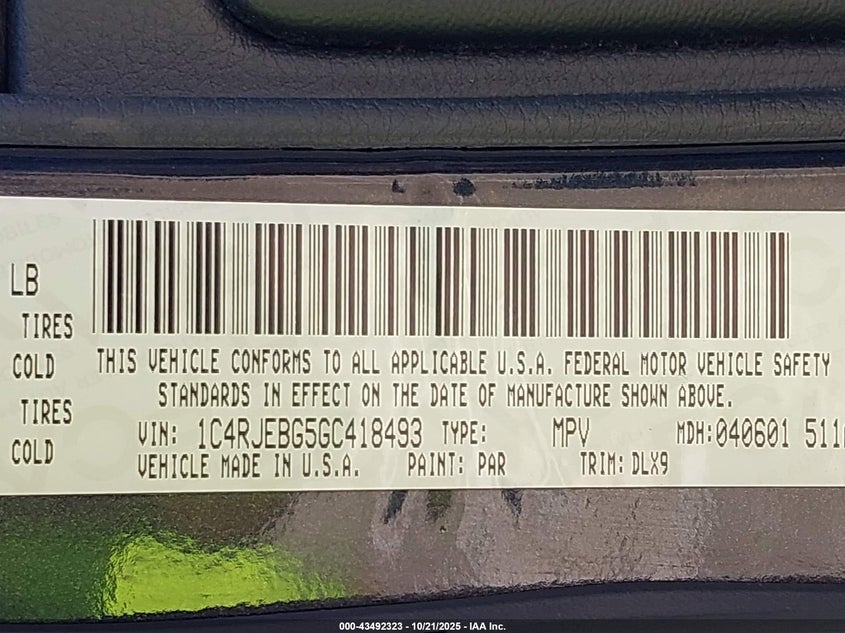 LB
TIRES
COLD
TIRES
COLD
THIS VEHICLE CONFORMS TO ALL APPLICABLE U.S.A. FEDERAL MOTOR VEHICLE SAFETY
STANDARDS IN EFFECT ON THE DATE OF MANUFACTURE SHOWN ABOVE.
VIN: 1C4RJEBG5GC418493 TYPE: MPV MDH:040601 511
VEHICLE MADE IN U.S.A. PAINT: PAR TRIM: DLX9
000-43492323 - 10/21/2025 - IAA Inc.